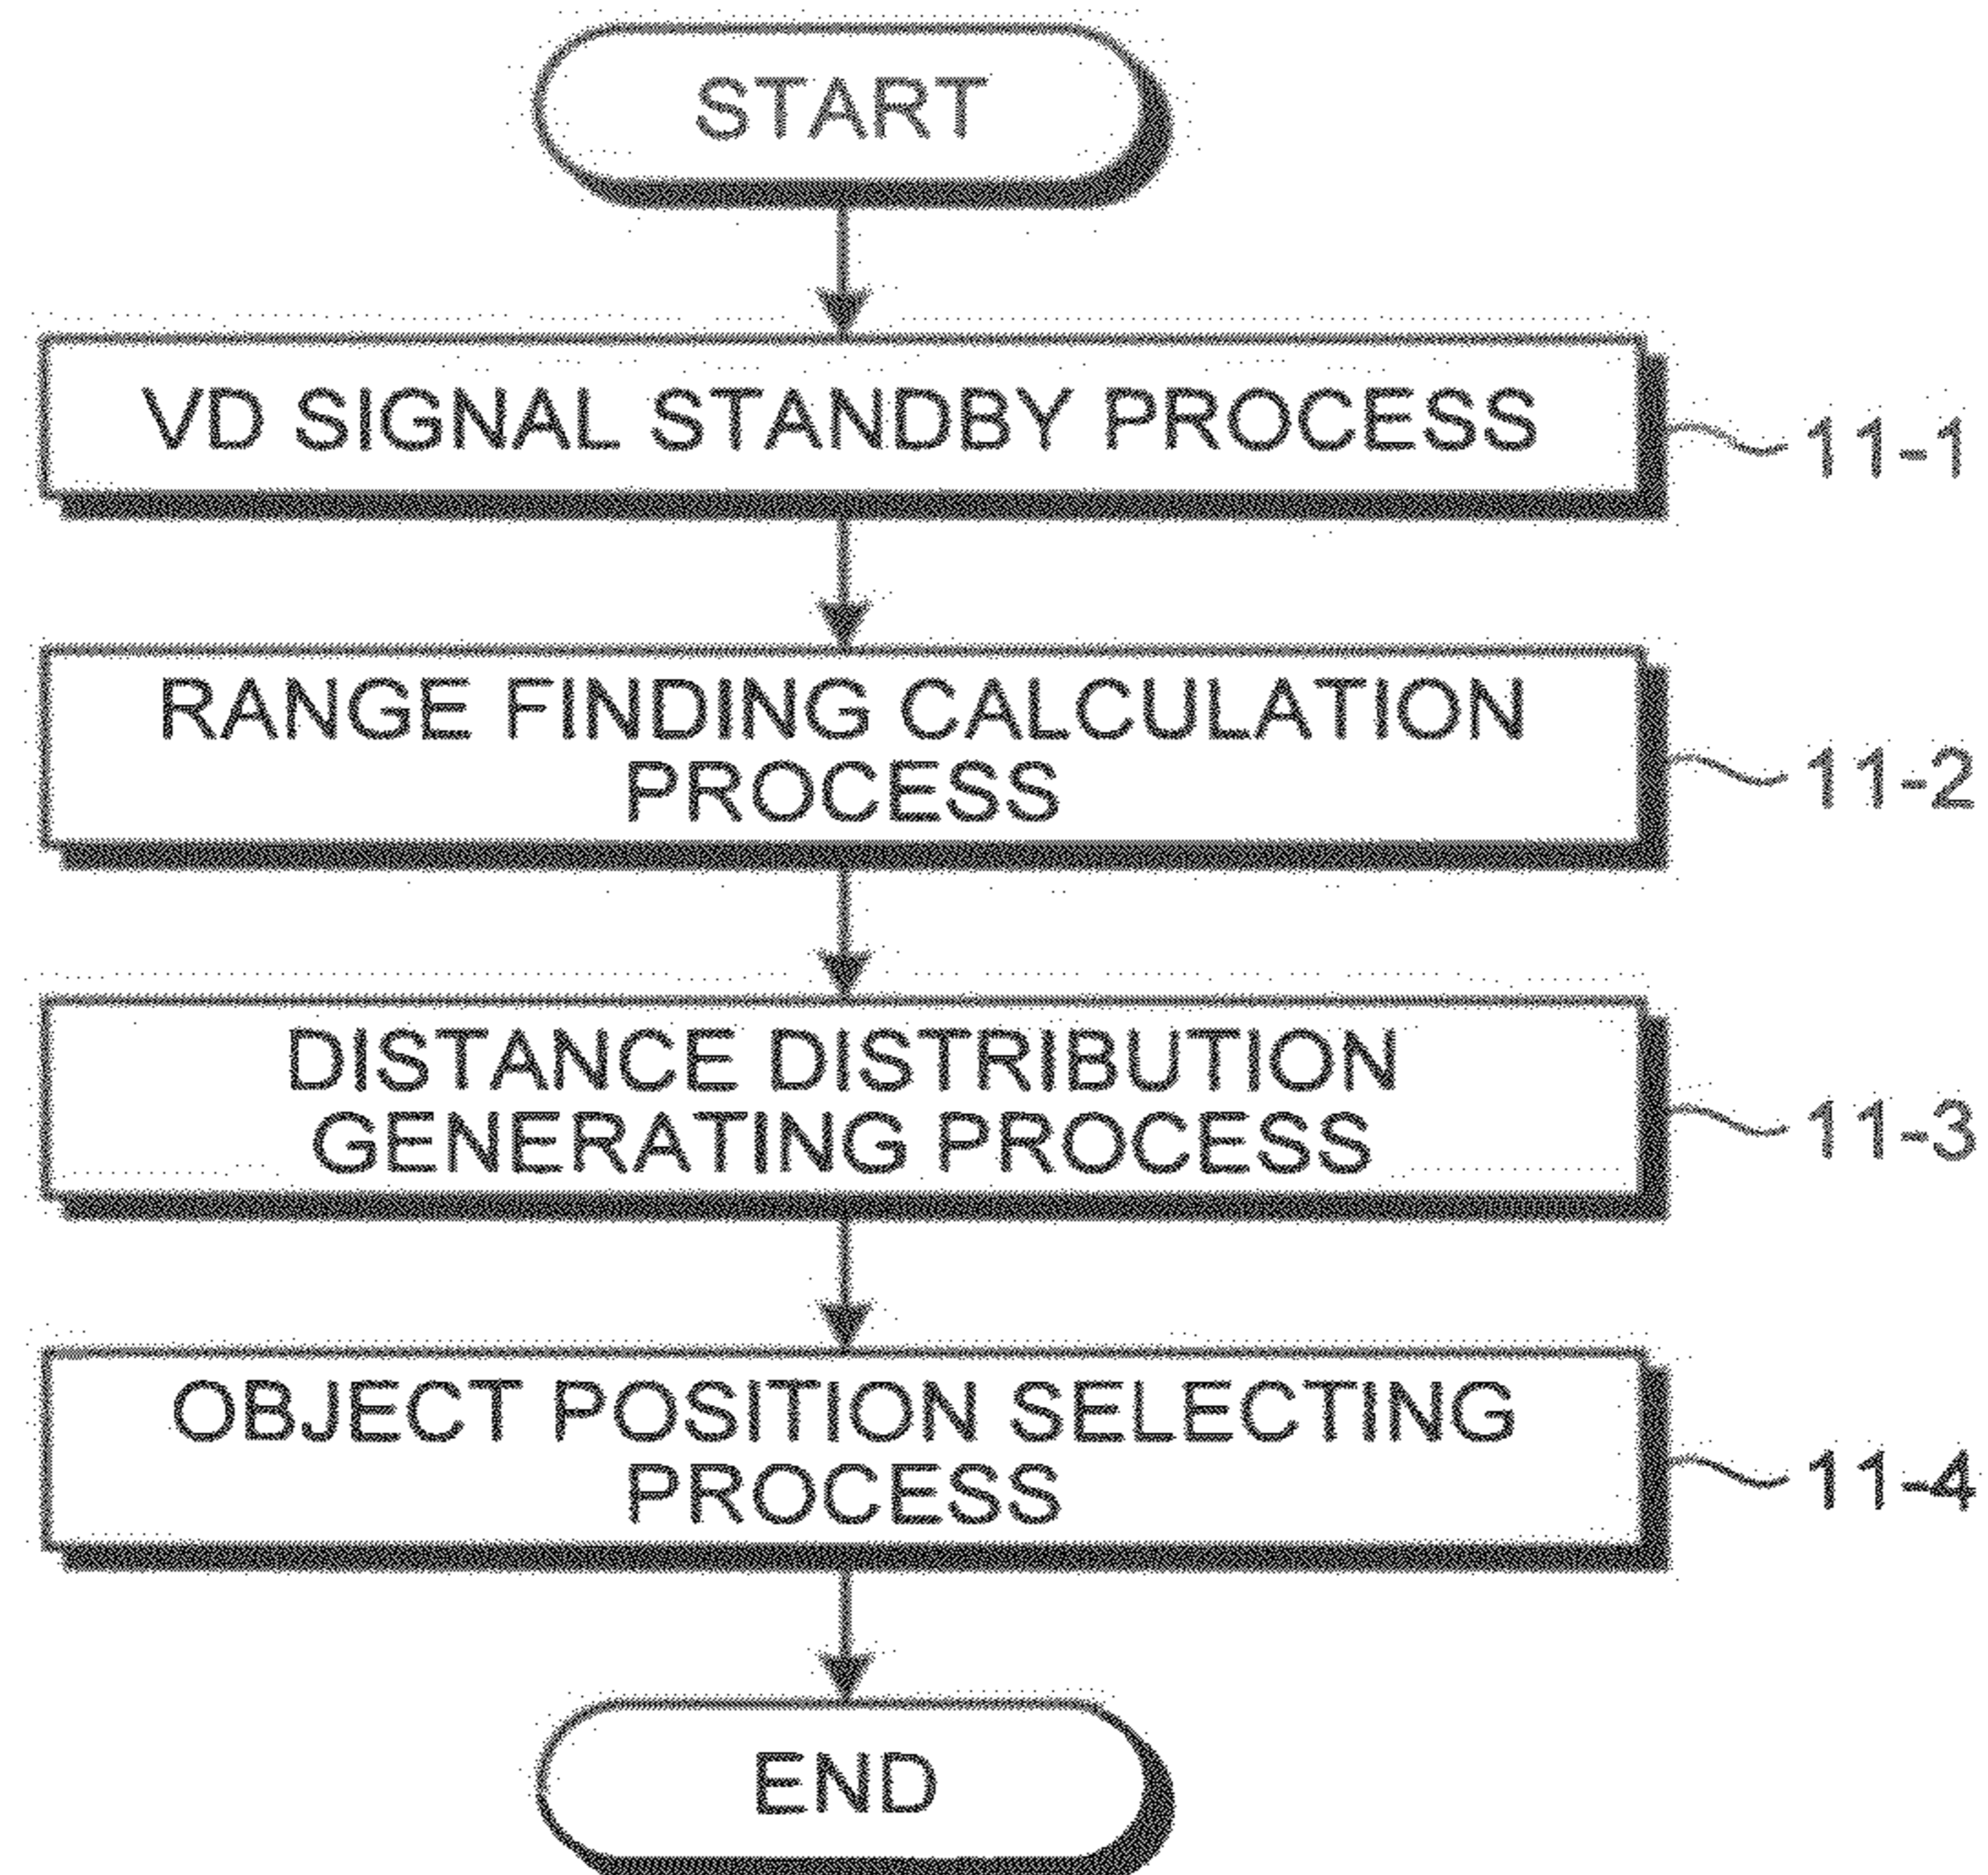 START
VD SIGNAL STANDBY PROCESS
11-1
RANGE FINDING CALCULATION
PROCESS
11-2
DISTANCE DISTRIBUTION
GENERATING PROCESS
11-3
OBJECT POSITION SELECTING
PROCESS
11-4
END